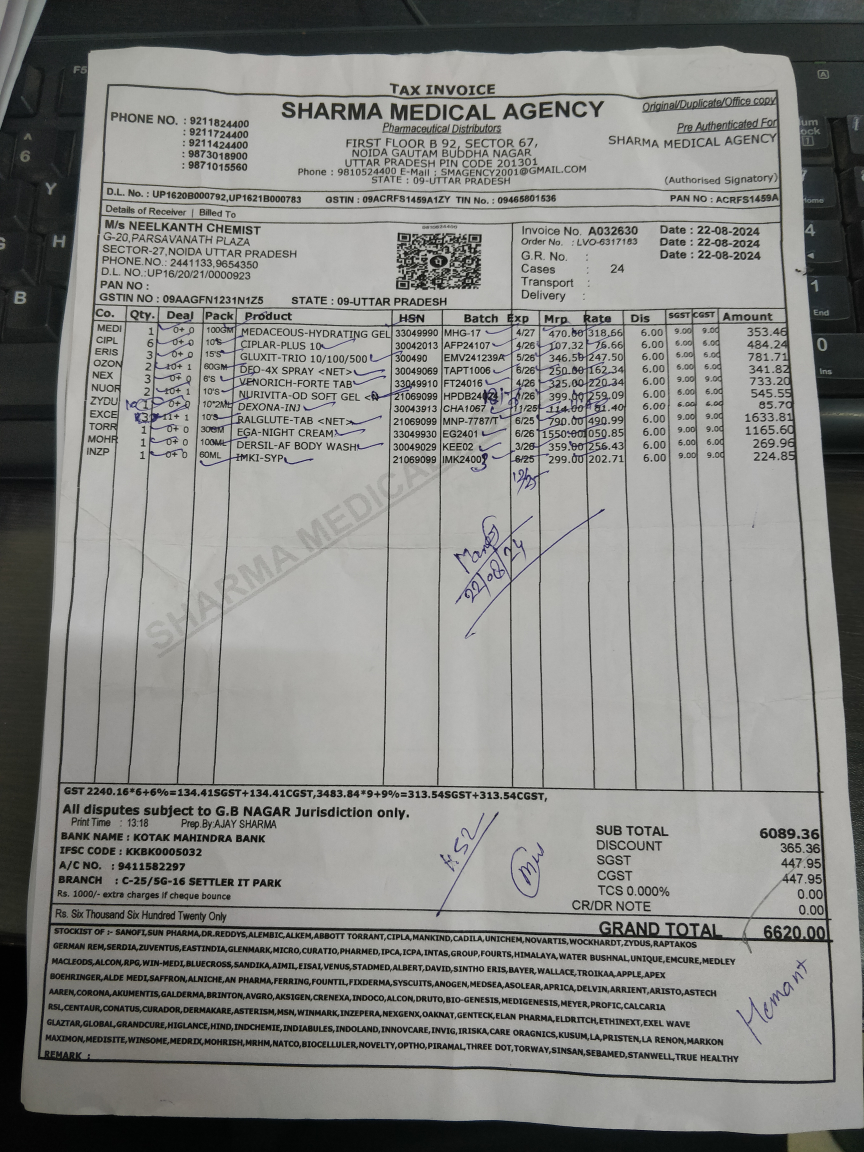 TAX INVOICE
Original/Duplicate/Office copy
PHONE NO. : 9211824400
: 9211724400
: 9211424400
: 9873018900
: 9871015560
SHARMA MEDICAL AGENCY
Pharmaceutical Distributors
FIRST FLOOR B 92, SECTOR 67,
NOIDA GAUTAM BUDDHA NAGAR
UTTAR PRADESH PIN CODE 201301
Phone : 9810524400 E-Mail : SMAGENCY2001@GMAIL.COM
STATE : 09-UTTAR PRADESH
Pre Authenticated For
SHARMA MEDICAL AGENCY
(Authorised Signatory)
D.L. No. : UP1620B000792,UP1621B000783 GSTIN : 09ACRFS1459A1ZY TIN No. : 09465801536 PAN NO : ACRFS1459A
Details of Receiver | Billed To
M/s NEELKANTH CHEMIST
G-20,PARSAVANATH PLAZA
SECTOR-27,NOIDA UTTAR PRADESH
PHONE.NO. : 2441133,9654350
D.L. NO.:UP16/20/21/0000923
PAN NO :
GSTIN NO : 09AAGFN1231N1Z5 STATE : 09-UTTAR PRADESH
9810524400
Invoice No. A032630 Date : 22-08-2024
Order No. : LVO-6317183 Date : 22-08-2024
G.R. No. : Date : 22-08-2024
Cases : 24
Transport :
Delivery :
Co. Qty. Deal Pack Product HSN Batch Exp Mrp Rate Dis SGST CGST Amount
MEDI 1 0+ 0 100GM MEDACEOUS-HYDRATING GEL 33049990 MHG-17 4/27 470.00 318.66 6.00 9.00 9.00 353.46
CIPL 6 0+ 0 10'S CIPLAR-PLUS 10 30042013 AFP24107 4/26 107.32 76.66 6.00 6.00 6.00 484.24
ERIS 3 0+ 0 15'S GLUXIT-TRIO 10/100/500 300490 EMV241239A 5/26 346.50 247.50 6.00 6.00 6.00 781.71
OZON 2 10+ 1 60GM DEO-4X SPRAY <NET> 30049069 TAPT1006 6/26 250.00 162.34 6.00 6.00 6.00 341.82
NEX 3 0+ 0 6'S VENORICH-FORTE TAB 33049910 FT24016 4/26 325.00 220.34 6.00 9.00 9.00 733.20
NUOR 2 10+ 1 10'S NURIVITA-OD SOFT GEL <N 21069099 1/26 399.00 259.09 6.00 545.55
ZYDU 0+ 0 10*2ML DEXONA-INJ 30043913 CHA1067 11/25 114.00 81.40 6.00 6.00 6.00 85.70
EXCE 3 11+ 1 10'S RALGLUTE-TAB <NET> 21069099 MNP-7787/T 6/25 790.00 490.99 6.00 9.00 9.00 1633.81
TORR 1 0+ 0 30GM EGA-NIGHT CREAM 33049930 EG2401 6/26 1550.00 1050.85 6.00 9.00 9.00 1165.60
MOHR 1 0+ 0 100ML DERSIL-AF BODY WASH 30049029 KEE02 3/26 359.00 256.43 6.00 6.00 6.00 269.96
INZP 1 0+ 0 60ML IMKI-SYP 21069099 6/25 299.00 202.71 6.00 9.00 9.00 224.85
12/25
22/08/24
SHARMA MEDICAL
GST 2240.16*6+6%=134.41SGST+134.41CGST,3483.84*9+9%=313.54SGST+313.54CGST,
All disputes subject to G.B NAGAR Jurisdiction only.
Print Time : 13:18 Prep.By:AJAY SHARMA
BANK NAME : KOTAK MAHINDRA BANK
IFSC CODE : KKBK0005032
A/C NO. : 9411582297
BRANCH : C-25/5G-16 SETTLER IT PARK
Rs. 1000/- extra charges if cheque bounce
SUB TOTAL 6089.36
DISCOUNT 365.36
SGST 447.95
CGST 447.95
TCS 0.000% 0.00
CR/DR NOTE 0.00
Rs. Six Thousand Six Hundred Twenty Only
GRAND TOTAL 6620.00
STOCKIST OF :- SANOFI,SUN PHARMA,DR.REDDYS,ALEMBIC,ALKEM,ABBOTT TORRANT,CIPLA,MANKIND,CADILA,UNICHEM,NOVARTIS,WOCKHARDT,ZYDUS,RAPTAKOS
GERMAN REM,SERDIA,ZUVENTUS,EASTINDIA,GLENMARK,MICRO,CURATIO,PHARMED,IPCA,ICPA,INTAS,GROUP,FOURTS,HIMALAYA,WATER BUSHNAL,UNIQUE,EMCURE,MEDLEY
MACLEODS,ALCON,RPG,WIN-MEDI,BLUECROSS,SANDIKA,AIMIL,EISAI,VENUS,STADMED,ALBERT,DAVID,SINTHO ERIS,BAYER,WALLACE,TROIKAA,APPLE,APEX
BOEHRINGER,ALDE MEDI,SAFFRON,ALNICHE,AN PHARMA,FERRING,FOUNTIL,FIXDERMA,SYSCUITS,ANOGEN,MEDSEA,ASOLEAR,APRICA,DELVIN,ARRIENT,ARISTO,ASTECH
AAREN,CORONA,AKUMENTIS,GALDERMA,BRINTON,AVGRO,AKSIGEN,CRENEXA,INDOCO,ALCON,DRUTO,BIO-GENESIS,MEDIGENESIS,MEYER,PROFIC,CALCARIA
RSL,CENTAUR,CONATUS,CURADOR,DERMAKARE,ASTERISM,MSN,WINMARK,INZEPERA,NEXGENX,OAKNAT,GENTECK,ELAN PHARMA,ELDRITCH,ETHINEXT,EXEL WAVE
GLAZTAR,GLOBAL,GRANDCURE,HIGLANCE,HIND,INDCHEMIE,INDIABULES,INDOLAND,INNOVCARE,INVIG,IRISKA,CARE ORAGNICS,KUSUM,LA,PRISTEN,LA RENON,MARKON
MAXIMON,MEDISITE,WINSOME,MEDRIX,MOHRISH,MRHM,NATCO,BIOCELLULER,NOVELTY,OPTHO,PIRAMAL,THREE DOT,TORWAY,SINSAN,SEBAMED,STANWELL,TRUE HEALTHY
REMARK :
Hemant